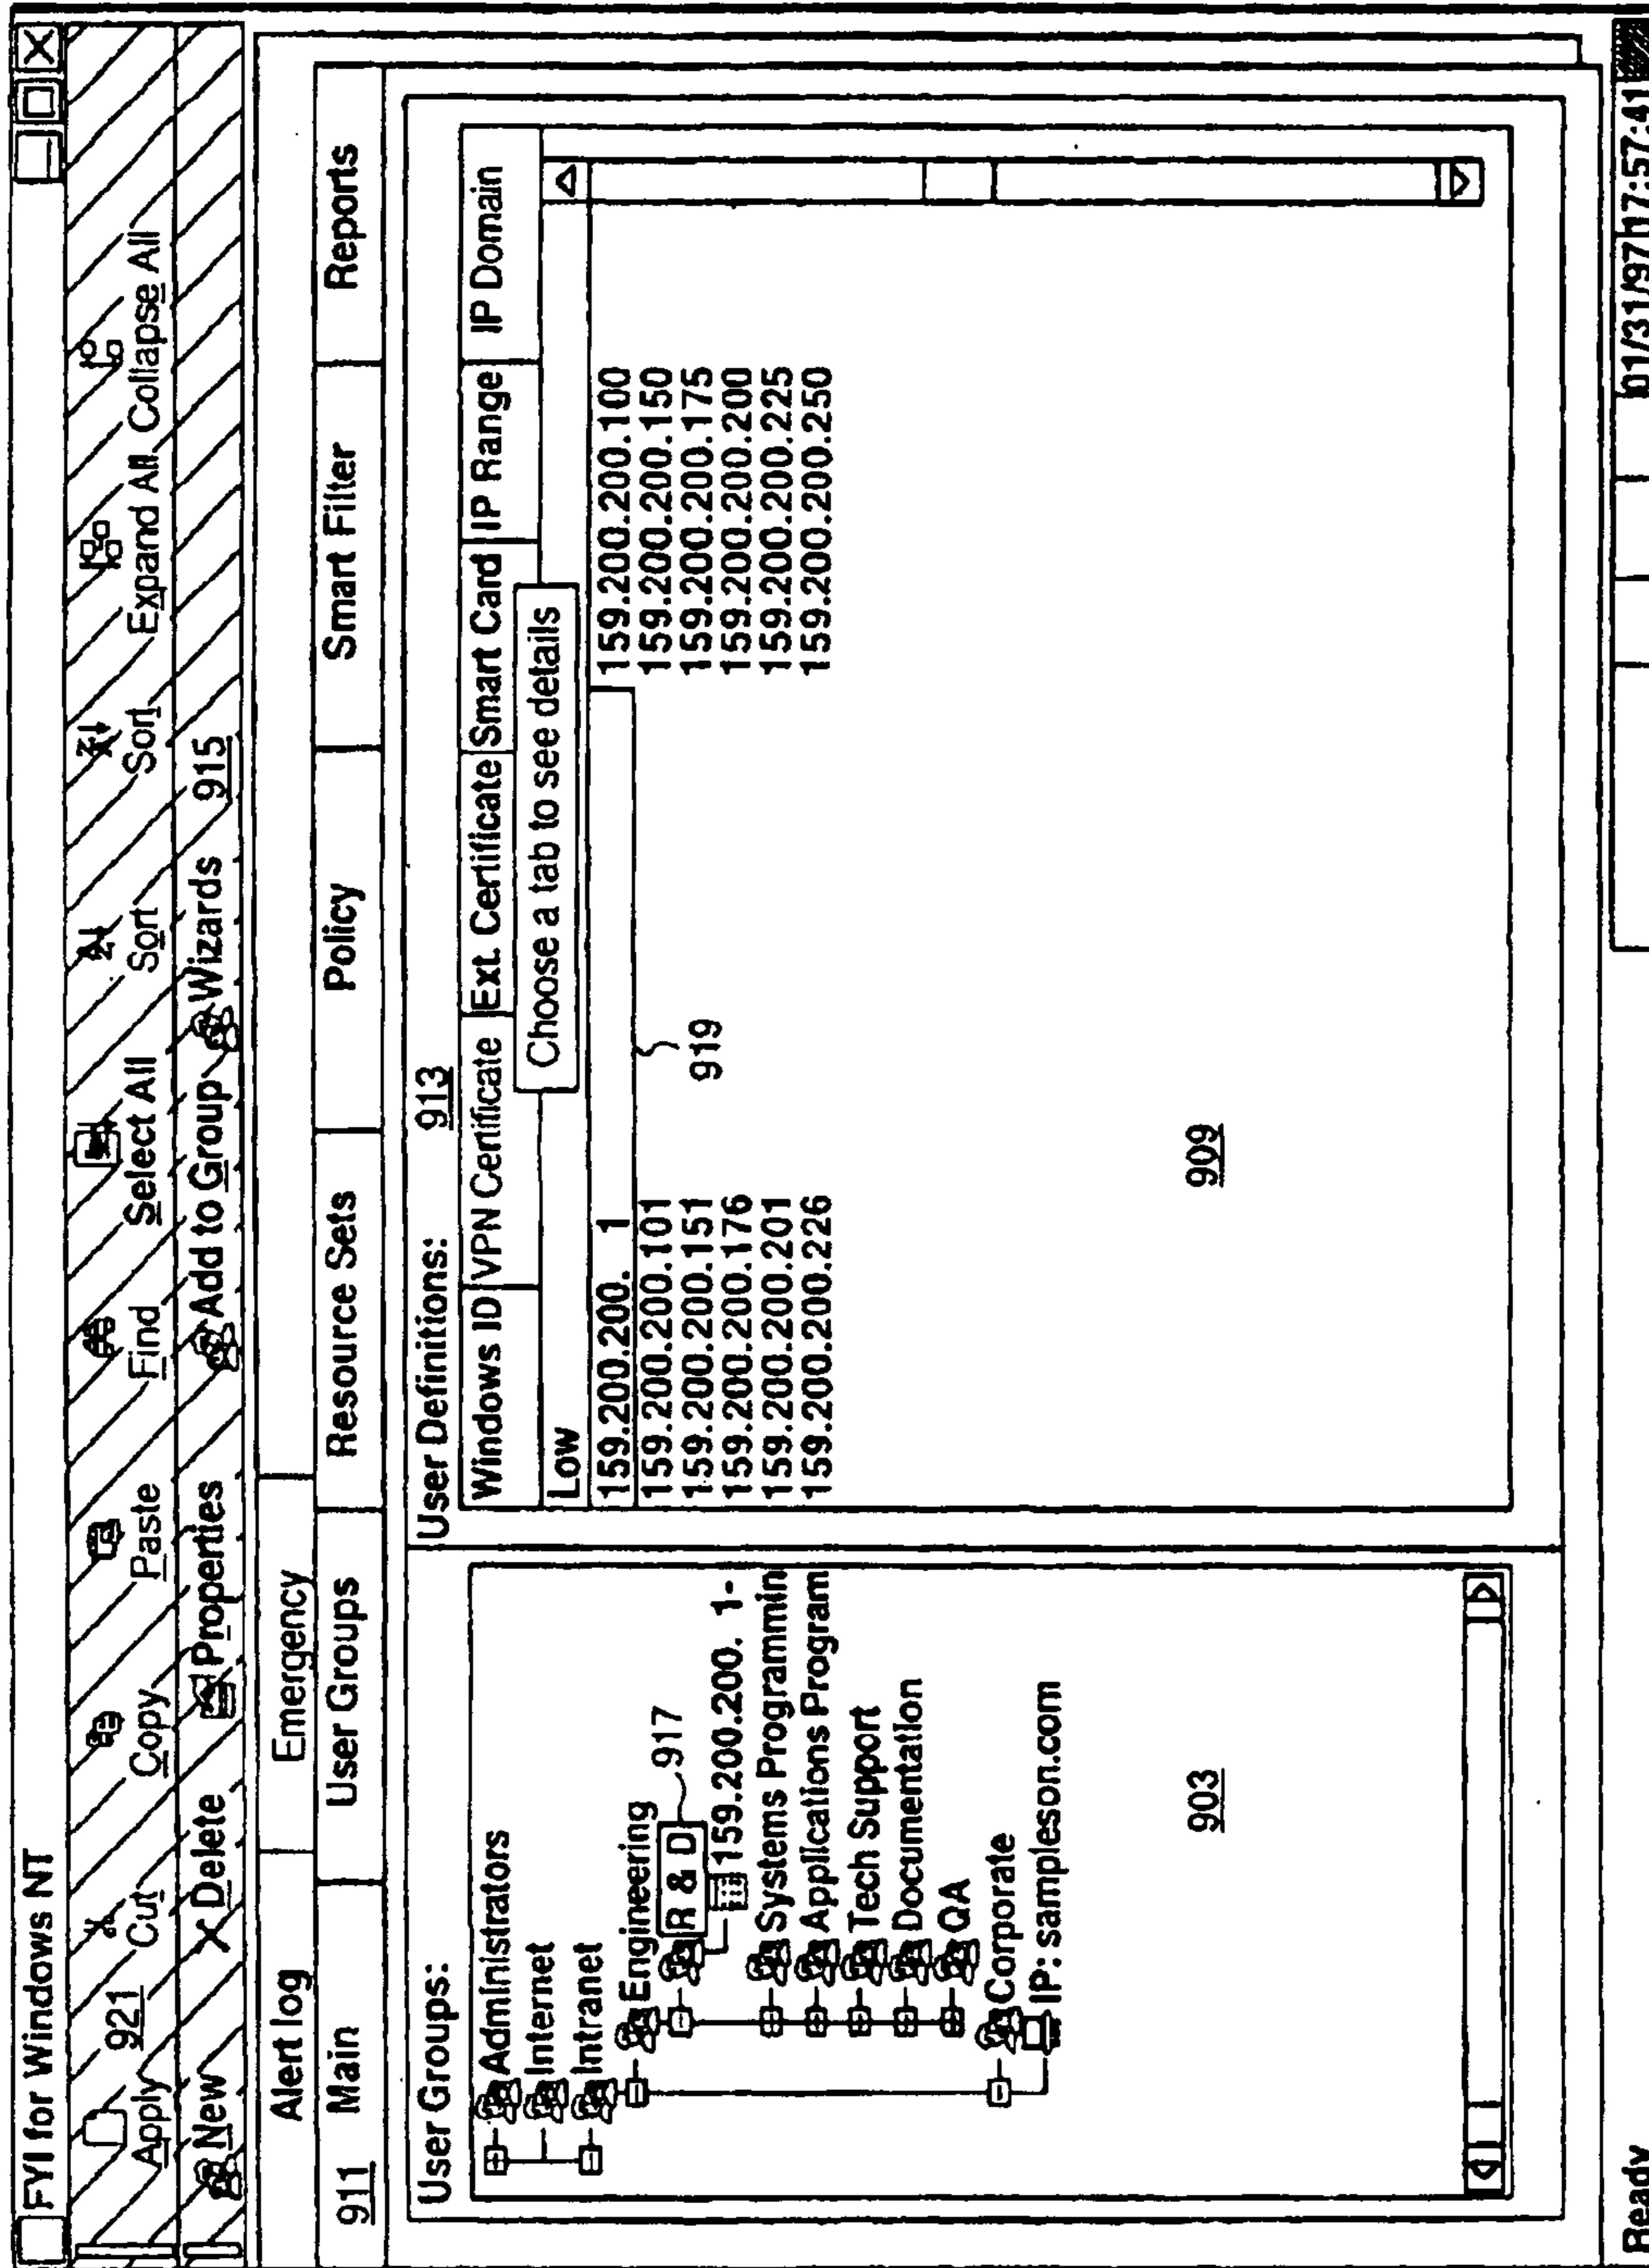 FYI for Windows NT
921
Apply Cut Copy Paste Find Select All Sort Sort Expand All Collapse All
New Delete Properties Add to Group Wizards 915
Alert log Emergency
911 Main User Groups Resource Sets Policy Smart Filter Reports
User Groups:
Administrators
Internet
Intranet
Engineering
R & D 917
159.200.200. 1-
Systems Programmin
Applications Program
Tech Support
Documentation
QA
Corporate
IP: sampleson.com
903
User Definitions: 913
Windows ID VPN Certificate Ext. Certificate Smart Card IP Range IP Domain
Choose a tab to see details
Low
159.200.200. 1 159.200.200.100
159.200.200.101 159.200.200.150
159.200.200.151 159.200.200.175
159.200.200.176 159.200.200.200
159.200.200.201 159.200.200.225
159.200.200.226 159.200.200.250
919
909
Ready 01/31/97 17:57:41